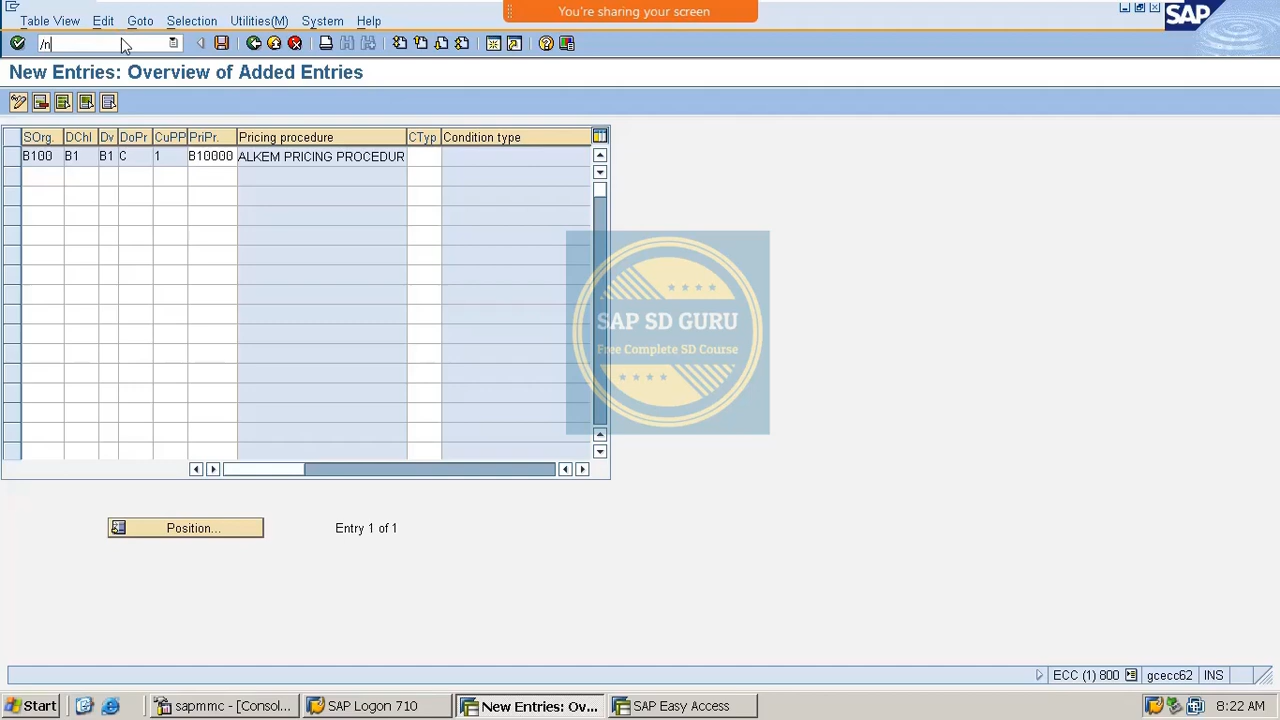 You're sharing your screen
Table View Edit Goto Selection Utilities(M) System Help
SAP
/n
New Entries: Overview of Added Entries
SOrg. DChl Dv DoPr CuPP PriPr. Pricing procedure CTyp Condition type
B100 B1 B1 C 1 B10000 ALKEM PRICING PROCEDUR
SAP SD GURU
Free Complete SD Course
Position... Entry 1 of 1
ECC (1) 800 gcecc62 INS
Start sapmmc - [Consol... SAP Logon 710 New Entries: Ov... SAP Easy Access 8:22 AM